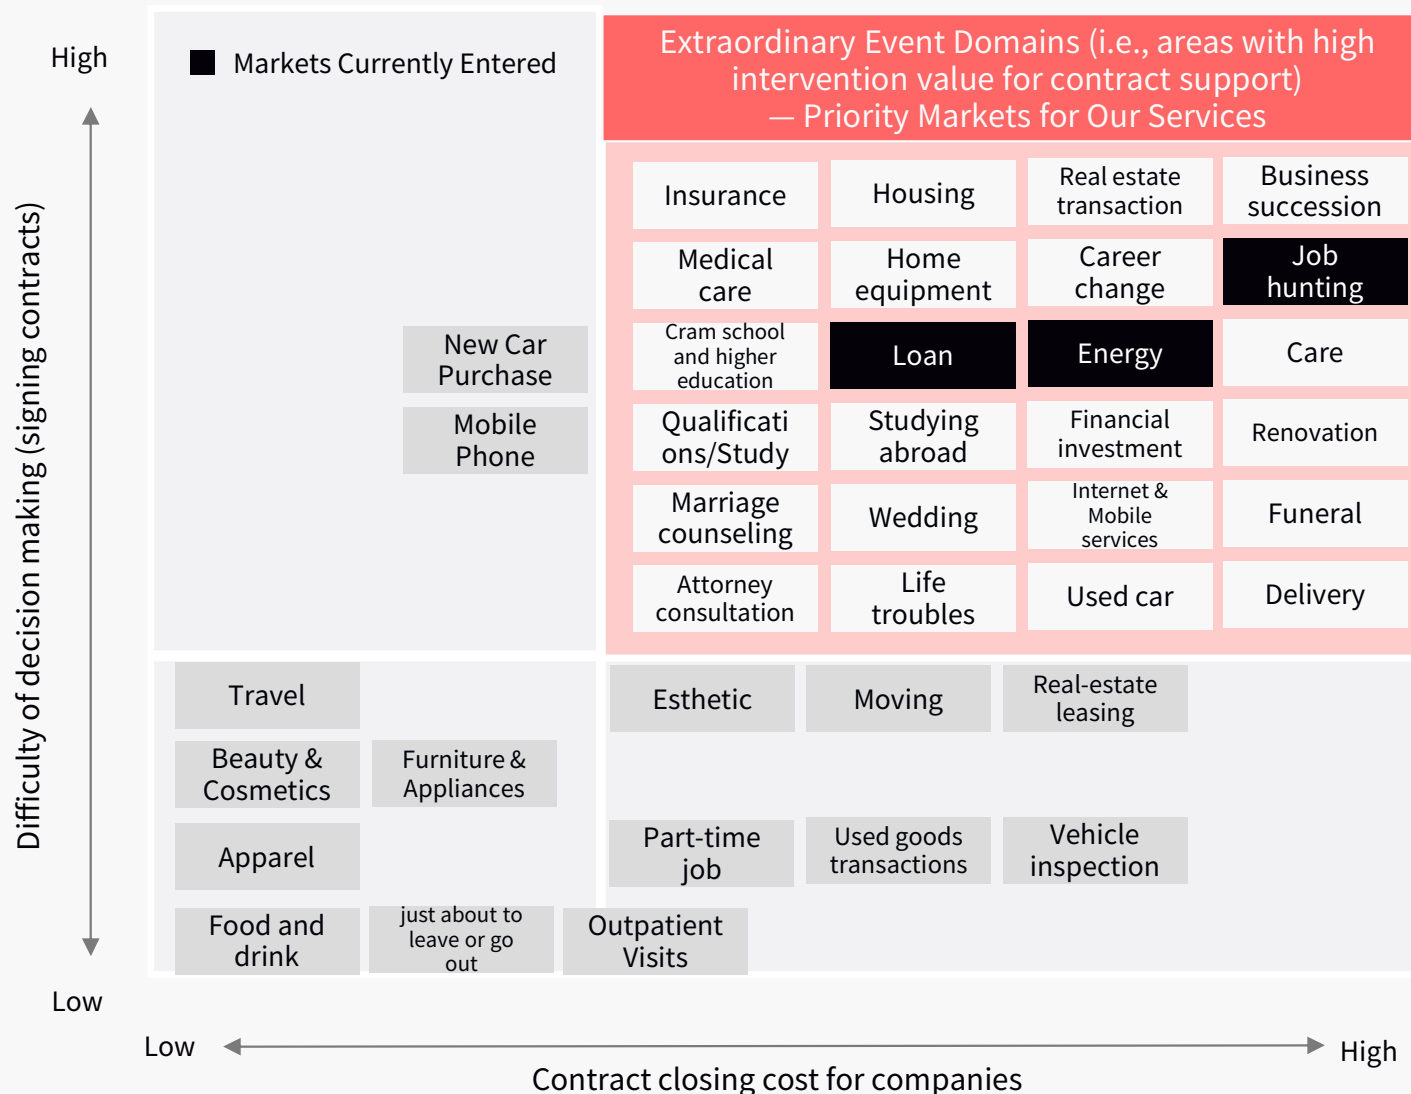 High
Markets Currently Entered
Extraordinary Event Domains (i.e., areas with high
intervention value for contract support)
— Priority Markets for Our Services
Insurance
Housing
Real estate
transaction
Business
succession
Medical
care
Home
equipment
Career
change
Job
hunting
New Car
Purchase
Cram school
and higher
education
Loan
Energy
Care
Mobile
Phone
Qualificati
ons/Study
Studying
abroad
Financial
investment
Renovation
Marriage
counseling
Wedding
Internet &
Mobile
services
Funeral
Attorney
consultation
Life
troubles
Used car
Delivery
Difficulty of decision making (signing contracts)
Travel
Esthetic
Moving
Real-estate
leasing
Beauty &
Cosmetics
Furniture &
Appliances
Apparel
Part-time
job
Used goods
transactions
Vehicle
inspection
Food and
drink
just about to
leave or go
out
Outpatient
Visits
Low
Low
High
Contract closing cost for companies